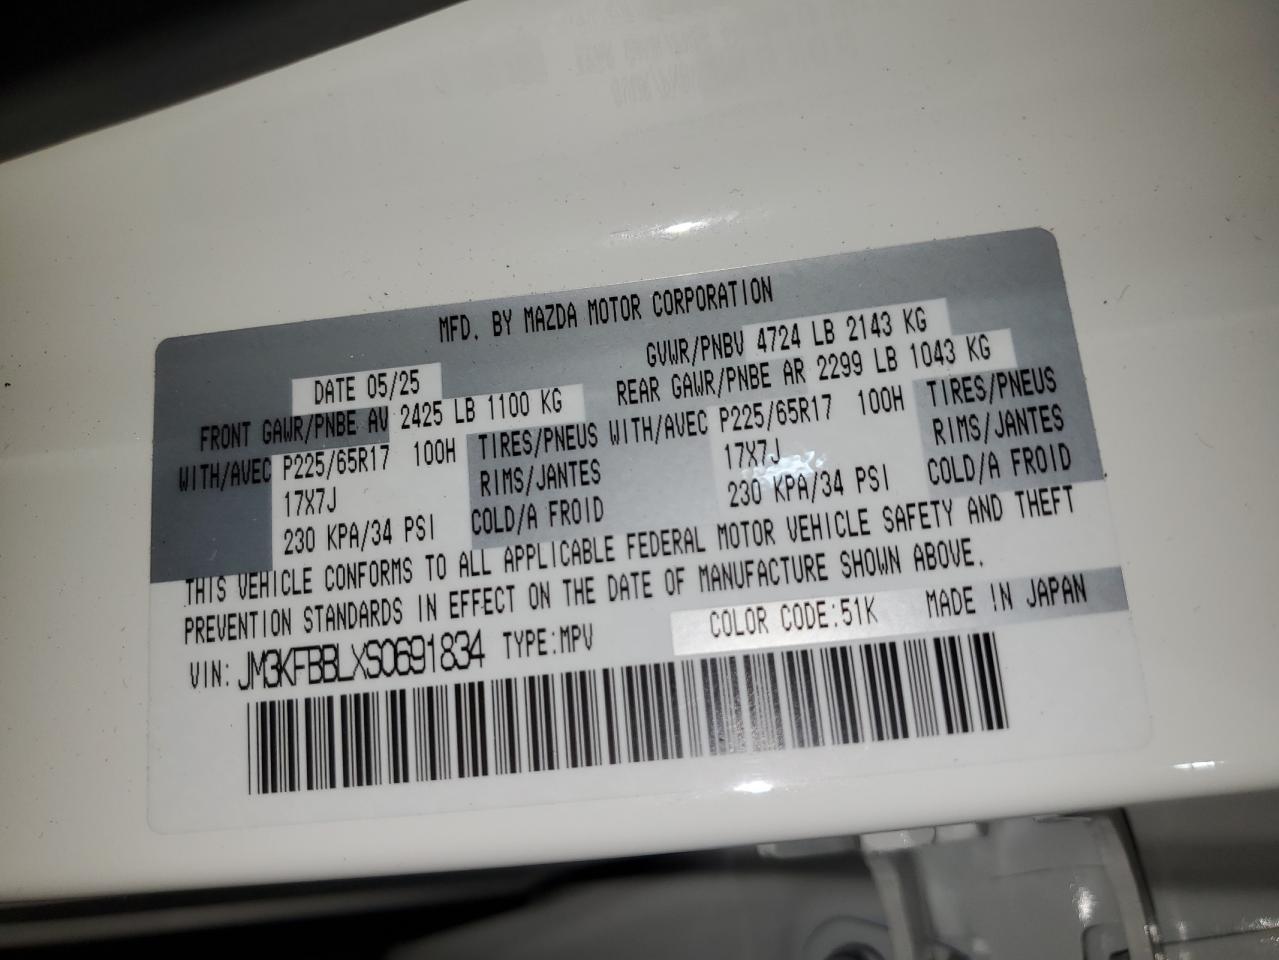 MFD. BY MAZDA MOTOR CORPORATION
DATE 05/25 GVWR/PNBV 4724 LB 2143 KG
FRONT GAWR/PNBE AV 2425 LB 1100 KG REAR GAWR/PNBE AR 2299 LB 1043 KG
WITH/AVEC P225/65R17 100H TIRES/PNEUS WITH/AVEC P225/65R17 100H TIRES/PNEUS
17X7J RIMS/JANTES 17X7J RIMS/JANTES
230 KPA/34 PSI COLD/A FROID 230 KPA/34 PSI COLD/A FROID
THIS VEHICLE CONFORMS TO ALL APPLICABLE FEDERAL MOTOR VEHICLE SAFETY AND THEFT
PREVENTION STANDARDS IN EFFECT ON THE DATE OF MANUFACTURE SHOWN ABOVE.
VIN: JM3KFBBLXS0691834 TYPE:MPV COLOR CODE:51K MADE IN JAPAN